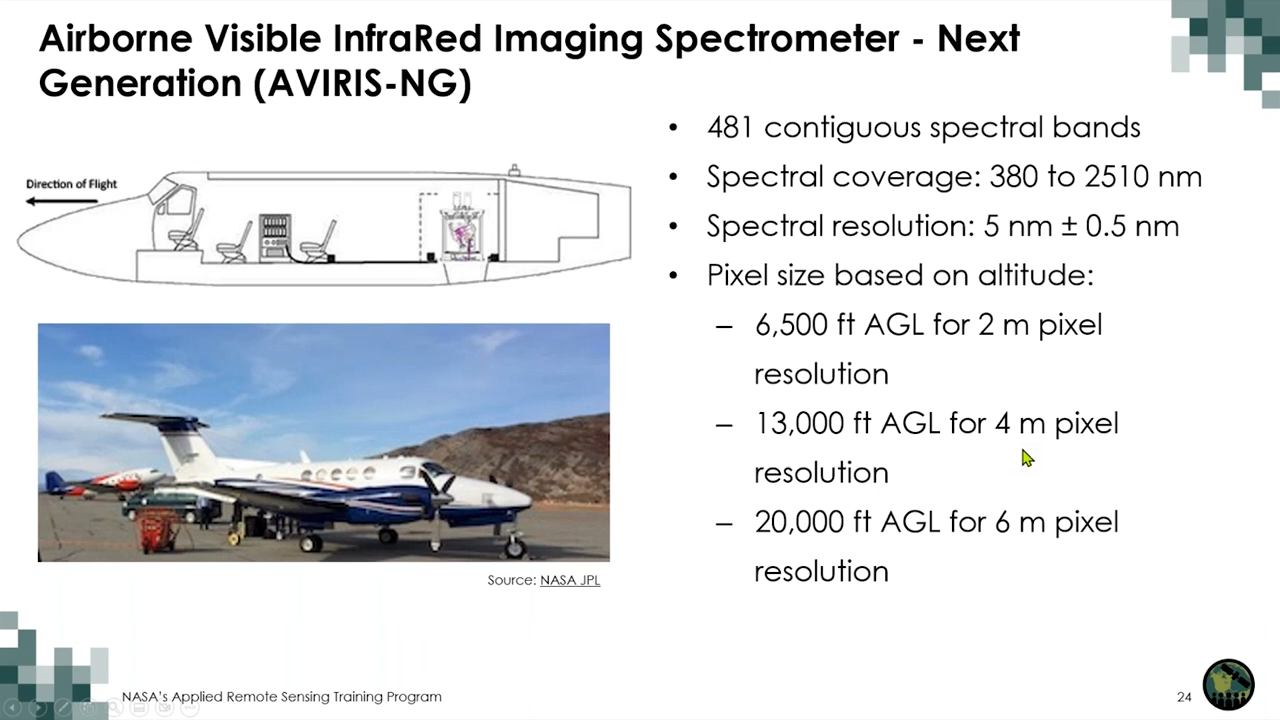 Airborne Visible InfraRed Imaging Spectrometer - Next
Generation (AVIRIS-NG)
Direction of Flight
• 481 contiguous spectral bands
• Spectral coverage: 380 to 2510 nm
• Spectral resolution: 5 nm ± 0.5 nm
• Pixel size based on altitude:
– 6,500 ft AGL for 2 m pixel
resolution
– 13,000 ft AGL for 4 m pixel
resolution
– 20,000 ft AGL for 6 m pixel
resolution
Source: NASA JPL
NASA's Applied Remote Sensing Training Program
24